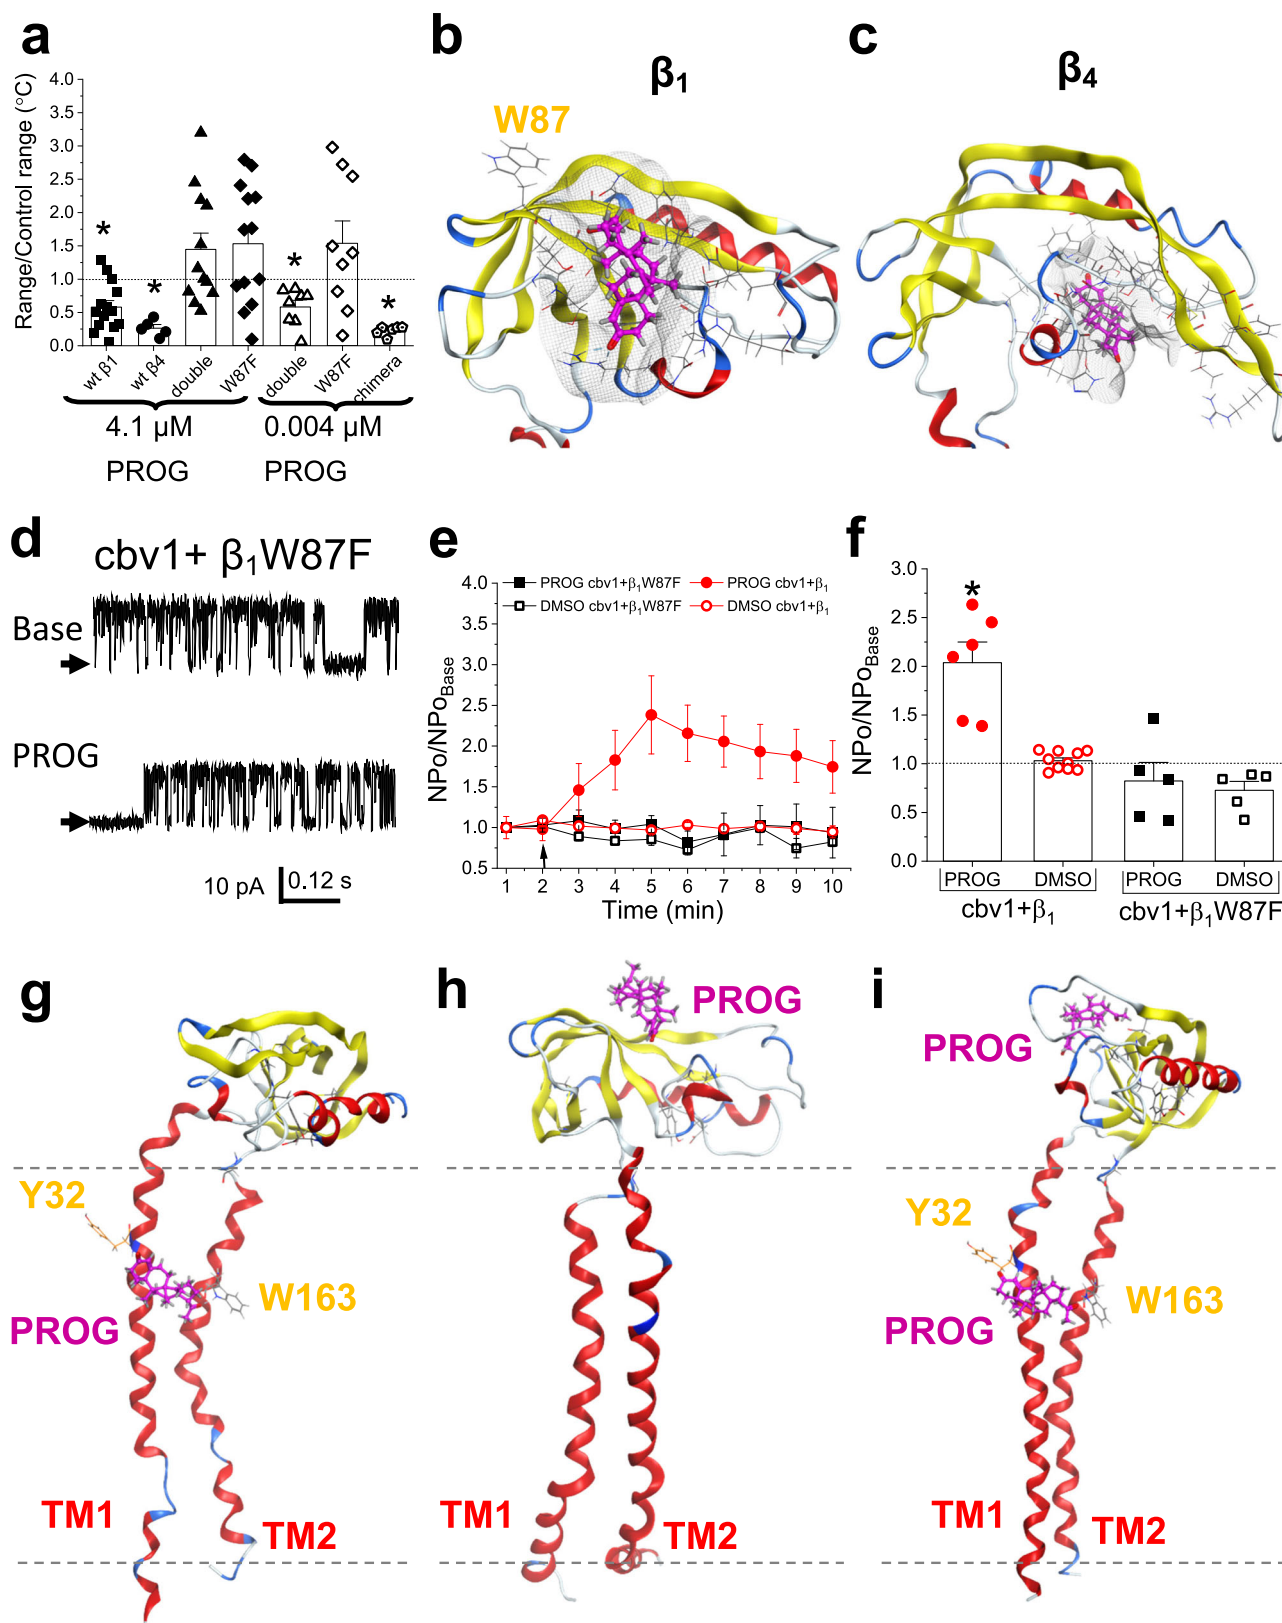 a
Range/Control range (°C)
4.0
3.5
3.0
2.5
2.0
1.5
1.0
0.5
0.0
*
*
*
*
wt β1
wt β4
double
W87F
double
W87F
chimera
4.1 µM
0.004 µM
PROG
PROG
b
β1
W87
c
β4
d
cbv1+ β1W87F
Base
PROG
10 pA
0.12 s
e
PROG cbv1+β1W87F
PROG cbv1+β1
DMSO cbv1+β1W87F
DMSO cbv1+β1
NPo/NPoBase
4.0
3.5
3.0
2.5
2.0
1.5
1.0
0.5
1 2 3 4 5 6 7 8 9 10
Time (min)
f
NPo/NPoBase
3.0
2.5
2.0
1.5
1.0
0.5
0.0
*
PROG
DMSO
PROG
DMSO
cbv1+β1
cbv1+β1W87F
g
Y32
W163
PROG
TM1
TM2
h
PROG
TM1
TM2
i
PROG
Y32
W163
PROG
TM1
TM2